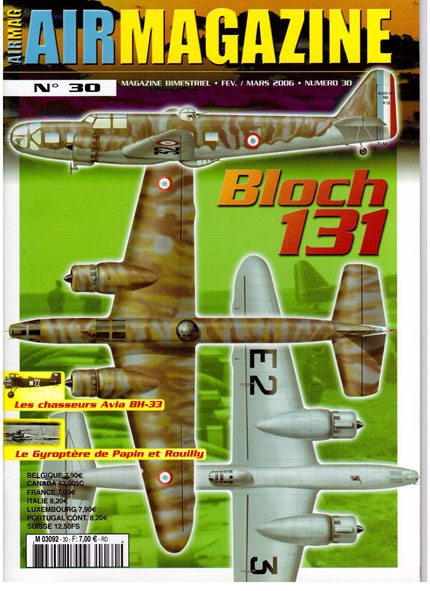 AIRMAG
AIRMAGAZINE
N° 30
MAGAZINE BIMESTRIEL • FEV. / MARS 2006 • NUMERO 30
Bloch
131
22
Les chasseurs Avia BH-33
Le Gyroptère de Papin et Rouilly
E2
3
BELGIQUE 7,90€
CANADA 13,00$C
FRANCE 7,00€
ITALIE 8,20€
LUXEMBOURG 7,90€
PORTUGAL CONT. 8,20€
SUISSE 12,50FS
M 03092 - 30 - F: 7,00 € - RD